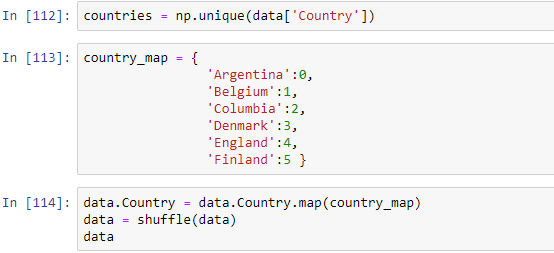 In [112]: countries = np.unique(data['Country'])
In [113]: country_map = {
'Argentina':0,
'Belgium':1,
'Columbia':2,
'Denmark':3,
'England':4,
'Finland':5 }
In [114]: data.Country = data.Country.map(country_map)
data = shuffle(data)
data